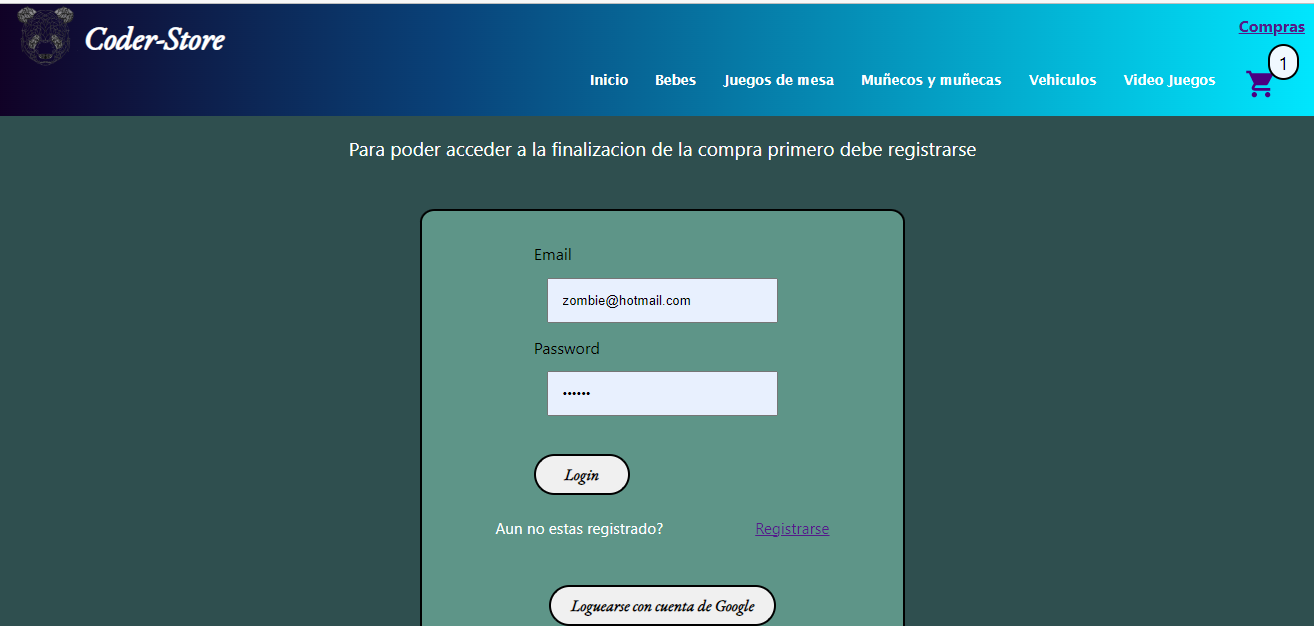 Coder-Store
Compras
1
Inicio Bebes Juegos de mesa Muñecos y muñecas Vehiculos Video Juegos
Para poder acceder a la finalizacion de la compra primero debe registrarse
Email
zombie@hotmail.com
Password
••••••
Login
Aun no estas registrado? Registrarse
Loguearse con cuenta de Google